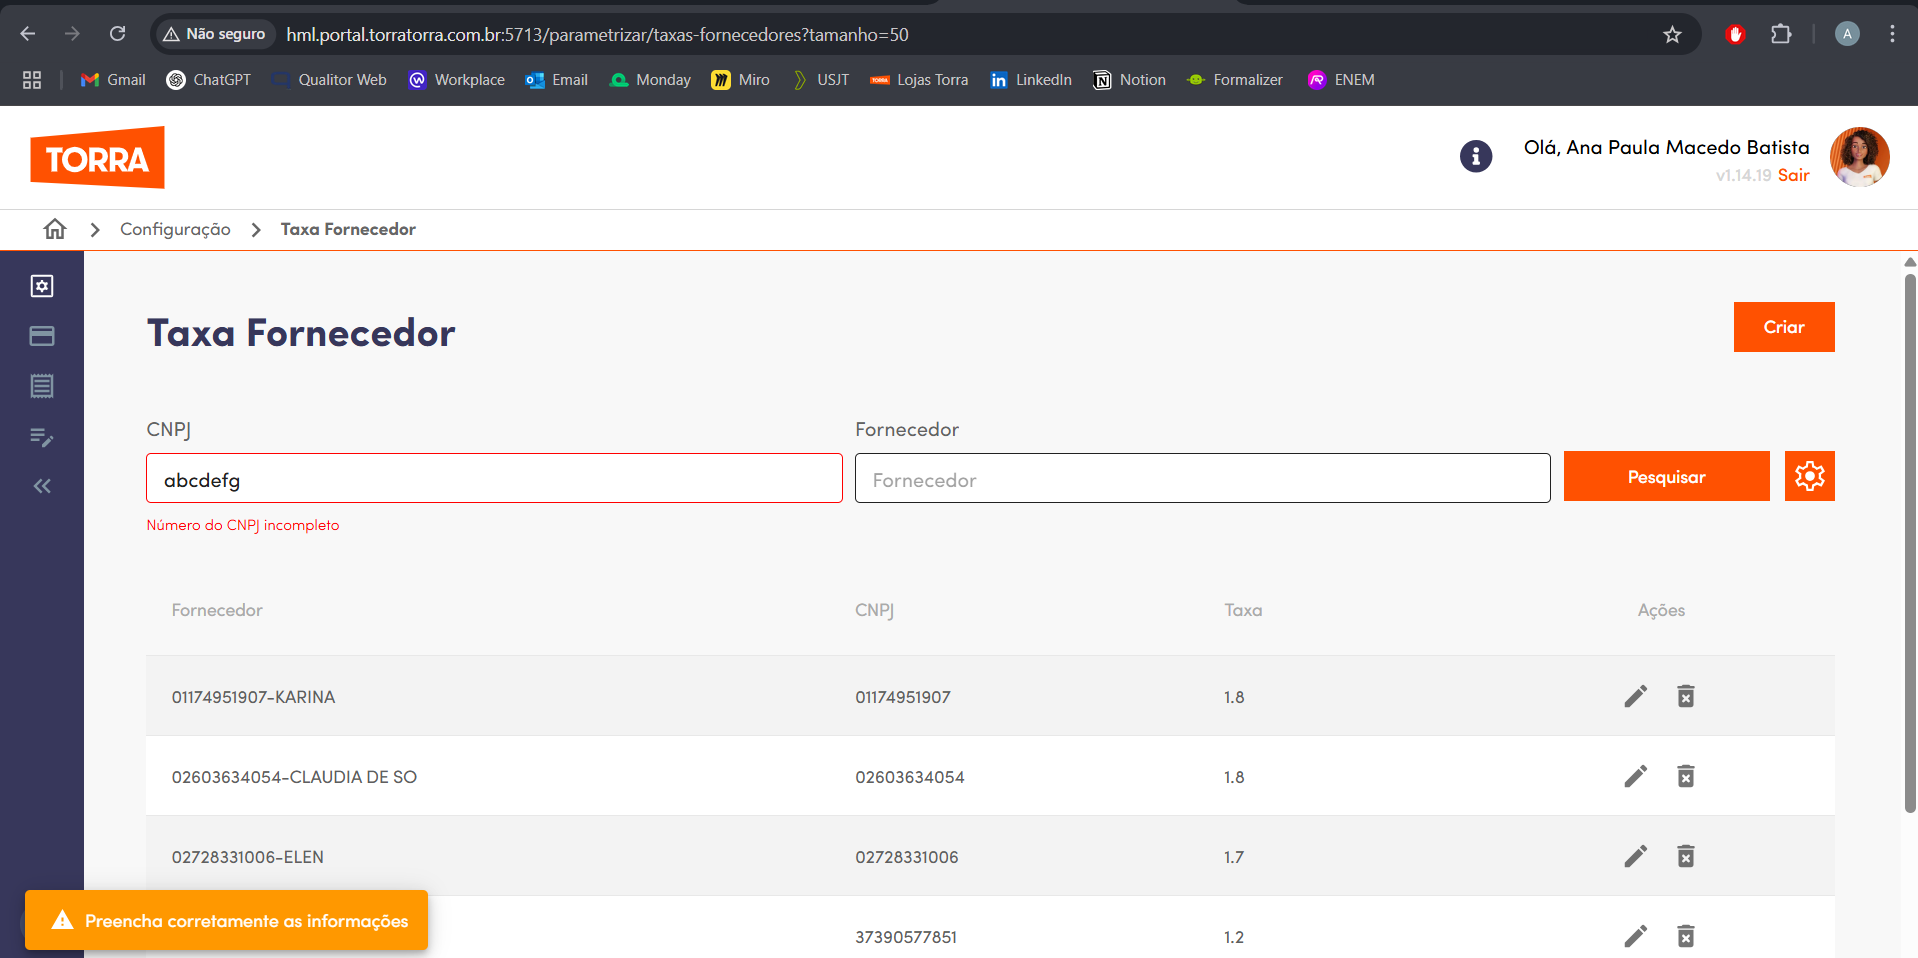 Não seguro
hml.portal.torratorra.com.br:5713/parametrizar/taxas-fornecedores?tamanho=50
A
Gmail
ChatGPT
Qualitor Web
Workplace
Email
Monday
Miro
USJT
Lojas Torra
LinkedIn
Notion
Formalizer
ENEM
TORRA
Olá, Ana Paula Macedo Batista
v1.14.19 Sair
Configuração
Taxa Fornecedor
Taxa Fornecedor
Criar
CNPJ
Fornecedor
abcdefg
Fornecedor
Pesquisar
Número do CNPJ incompleto
Fornecedor
CNPJ
Taxa
Ações
01174951907-KARINA
01174951907
1.8
02603634054-CLAUDIA DE SO
02603634054
1.8
02728331006-ELEN
02728331006
1.7
Preencha corretamente as informações
37390577851
1.2